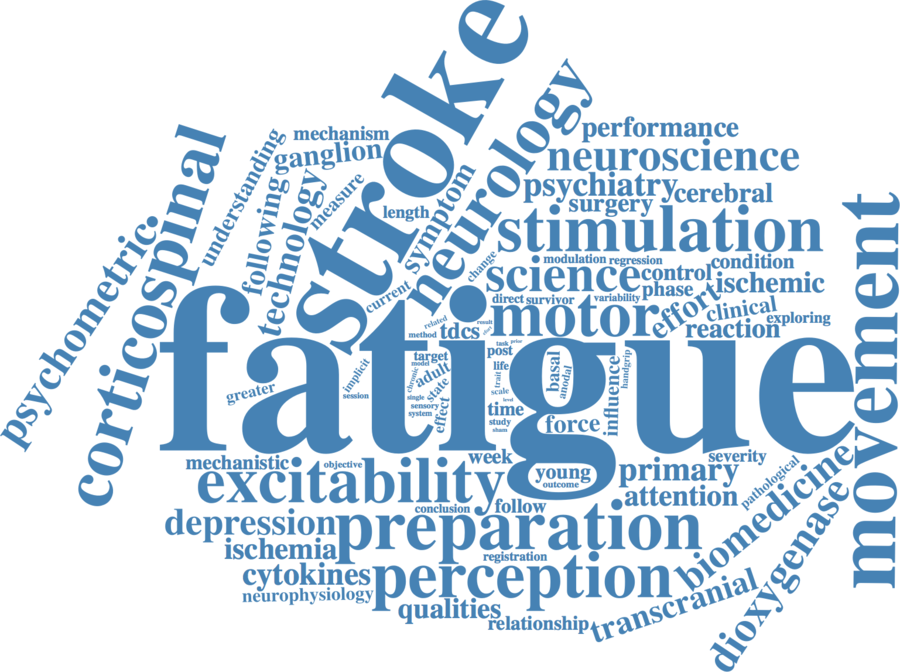 stroke
neurology
performance
mechanism
understanding
ganglion
neuroscience
corticospinal
following
technology
measure
symptom
psychiatry
cerebral
surgery
length
stimulation
movement
psychometric
change
modulation
regression
condition
science
control
ischemic
current
phase
effort
direct
survivor
variability
clinical
fatigue
motor
exploring
related
result
tdcs
reaction
method
task
price
post
target
basal
influence
handgrip
model
life
chronic
adult
trait
anodal
implicit
state
greater
session
scale
single
level
sensory
time
system
effect
study
force
sham
mechanistic
objective
week
severity
young
primary
pathological
excitability
outcome
attention
biomedicine
conclusion
follow
depression
preparation
dioxygenase
ischemia
registration
cytokines
perception
neurophysiology
transcranial
qualities
relationship